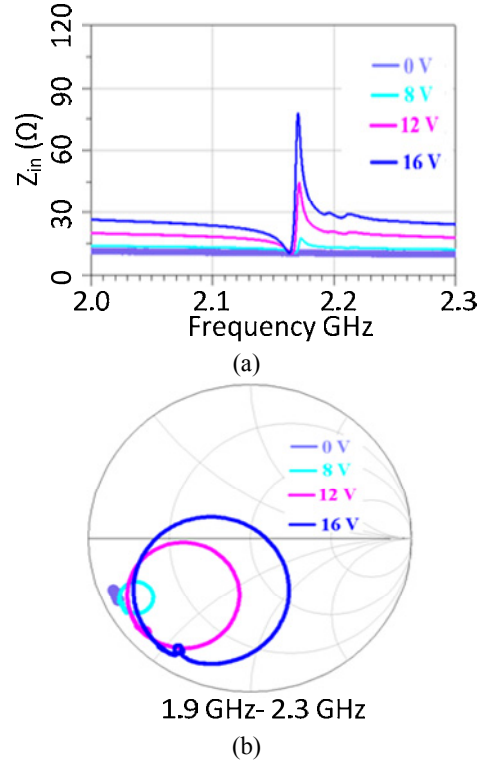 120
90
60
30
0
Z_in (Ω)
0 V
8 V
12 V
16 V
2.0 2.1 2.2 2.3
Frequency GHz
(a)
0 V
8 V
12 V
16 V
1.9 GHz- 2.3 GHz
(b)